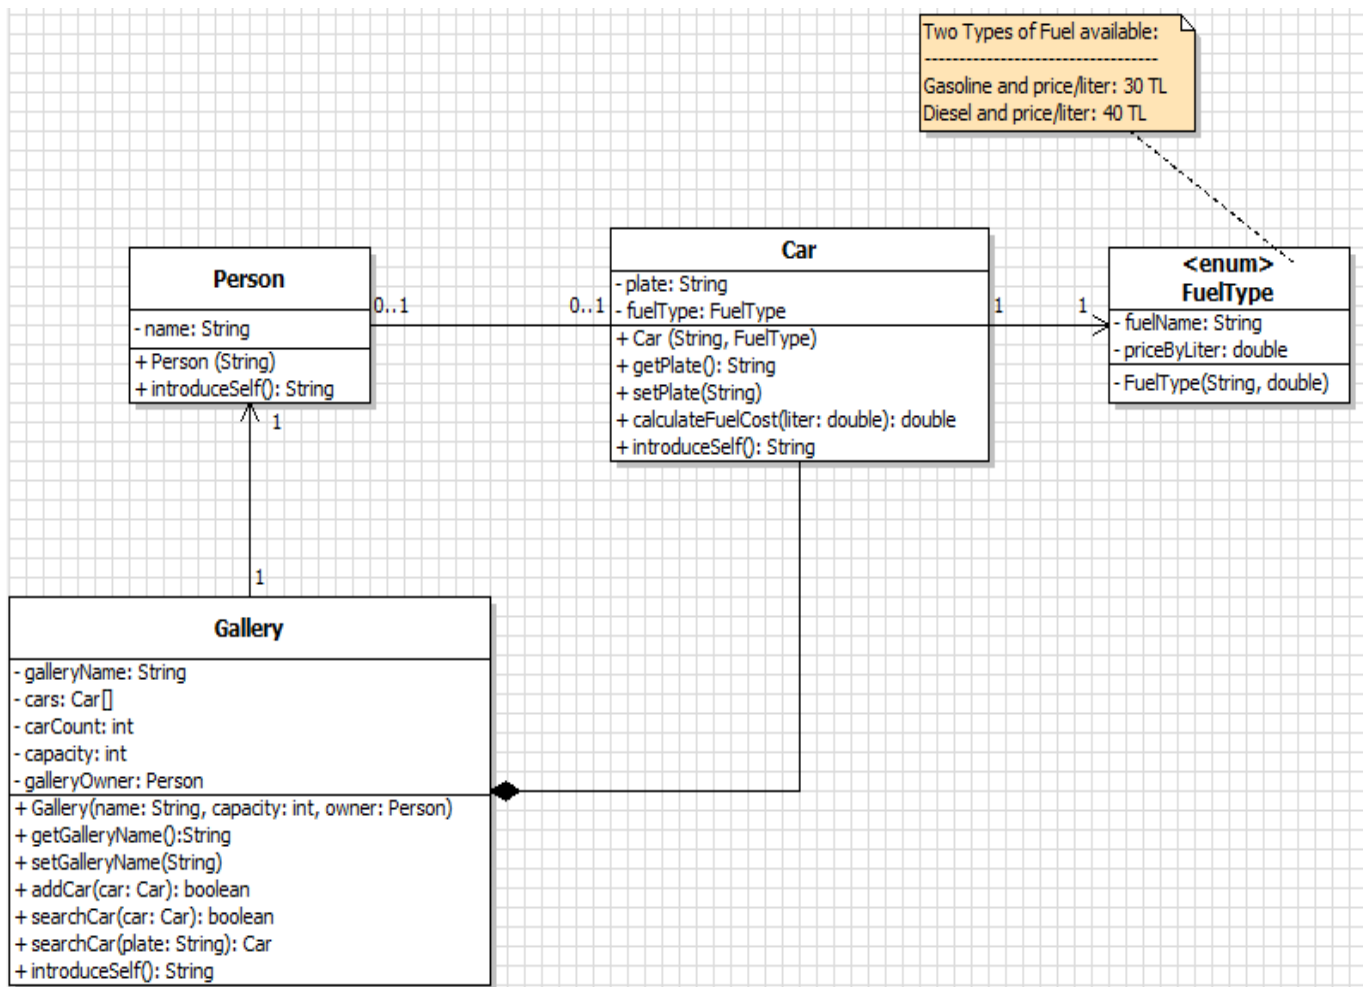 Two Types of Fuel available:
----------------------------------
Gasoline and price/liter: 30 TL
Diesel and price/liter: 40 TL
Person
- name: String
+ Person (String)
+ introduceSelf(): String
0..1
0..1
Car
- plate: String
- fuelType: FuelType
+ Car (String, FuelType)
+ getPlate(): String
+ setPlate(String)
+ calculateFuelCost(liter: double): double
+ introduceSelf(): String
1
1
<enum>
FuelType
- fuelName: String
- priceByLiter: double
- FuelType(String, double)
1
1
Gallery
- galleryName: String
- cars: Car[]
- carCount: int
- capacity: int
- galleryOwner: Person
+ Gallery(name: String, capacity: int, owner: Person)
+ getGalleryName():String
+ setGalleryName(String)
+ addCar(car: Car): boolean
+ searchCar(car: Car): boolean
+ searchCar(plate: String): Car
+ introduceSelf(): String